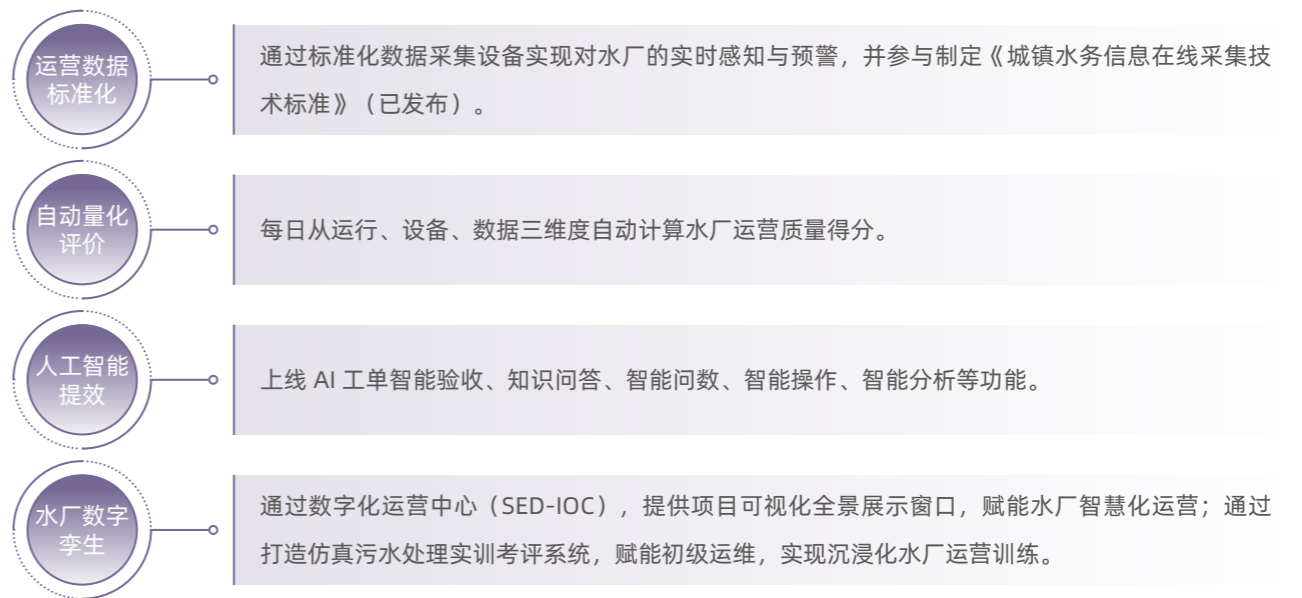 运营数据
标准化
通过标准化数据采集设备实现对水厂的实时感知与预警，并参与制定《城镇水务信息在线采集技
术标准》（已发布）。
自动量化
评价
每日从运行、设备、数据三维度自动计算水厂运营质量得分。
人工智能
提效
上线 AI 工单智能验收、知识问答、智能问数、智能操作、智能分析等功能。
水厂数字
孪生
通过数字化运营中心（SED-IOC），提供项目可视化全景展示窗口，赋能水厂智慧化运营；通过
打造仿真污水处理实训考评系统，赋能初级运维，实现沉浸化水厂运营训练。